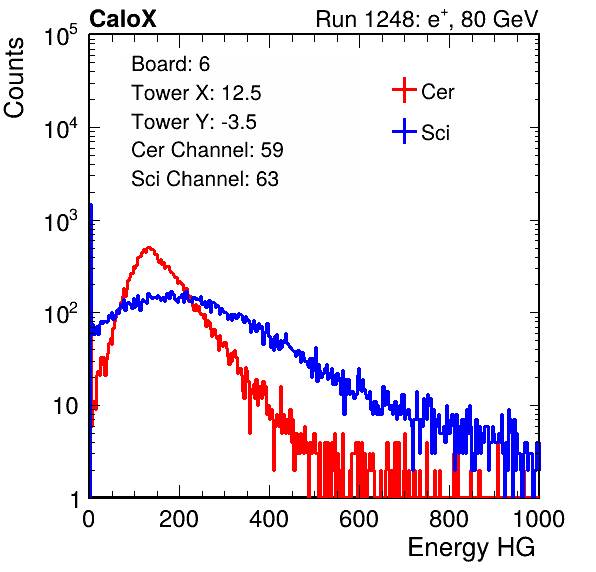 CaloX Run 1248: e⁺, 80 GeV
Counts
Board: 6
Tower X: 12.5
Tower Y: -3.5
Cer Channel: 59
Sci Channel: 63
Cer
Sci
10⁵
10⁴
10³
10²
10
1
0 200 400 600 800 1000
Energy HG